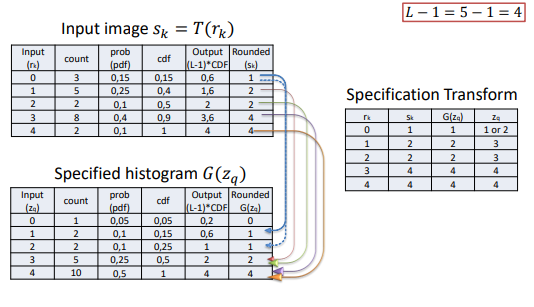 L − 1 = 5 − 1 = 4
Input image s_k = T(r_k)
Input (rₖ) count prob (pdf) cdf Output (L-1)*CDF Rounded (sₖ)
0 3 0,15 0,15 0,6 1
1 5 0,25 0,4 1,6 2
2 2 0,1 0,5 2 2
3 8 0,4 0,9 3,6 4
4 2 0,1 1 4 4
Specification Transform
rₖ sₖ G(z_q) z_q
0 1 1 1 or 2
1 2 2 3
2 2 2 3
3 4 4 4
4 4 4 4
Specified histogram G(z_q)
Input (z_q) count prob (pdf) cdf Output (L-1)*CDF Rounded G(z_q)
0 1 0,05 0,05 0,2 0
1 2 0,1 0,15 0,6 1
2 2 0,1 0,25 1 1
3 5 0,25 0,5 2 2
4 10 0,5 1 4 4